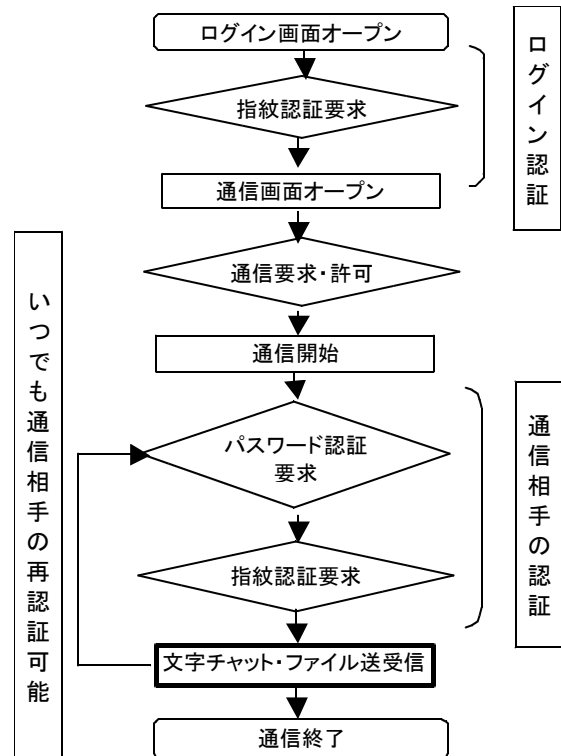 ログイン画面オープン
指紋認証要求
通信画面オープン
ログイン認証
通信要求・許可
通信開始
パスワード認証
要求
指紋認証要求
通信相手の認証
文字チャット・ファイル送受信
いつでも通信相手の再認証可能
通信終了